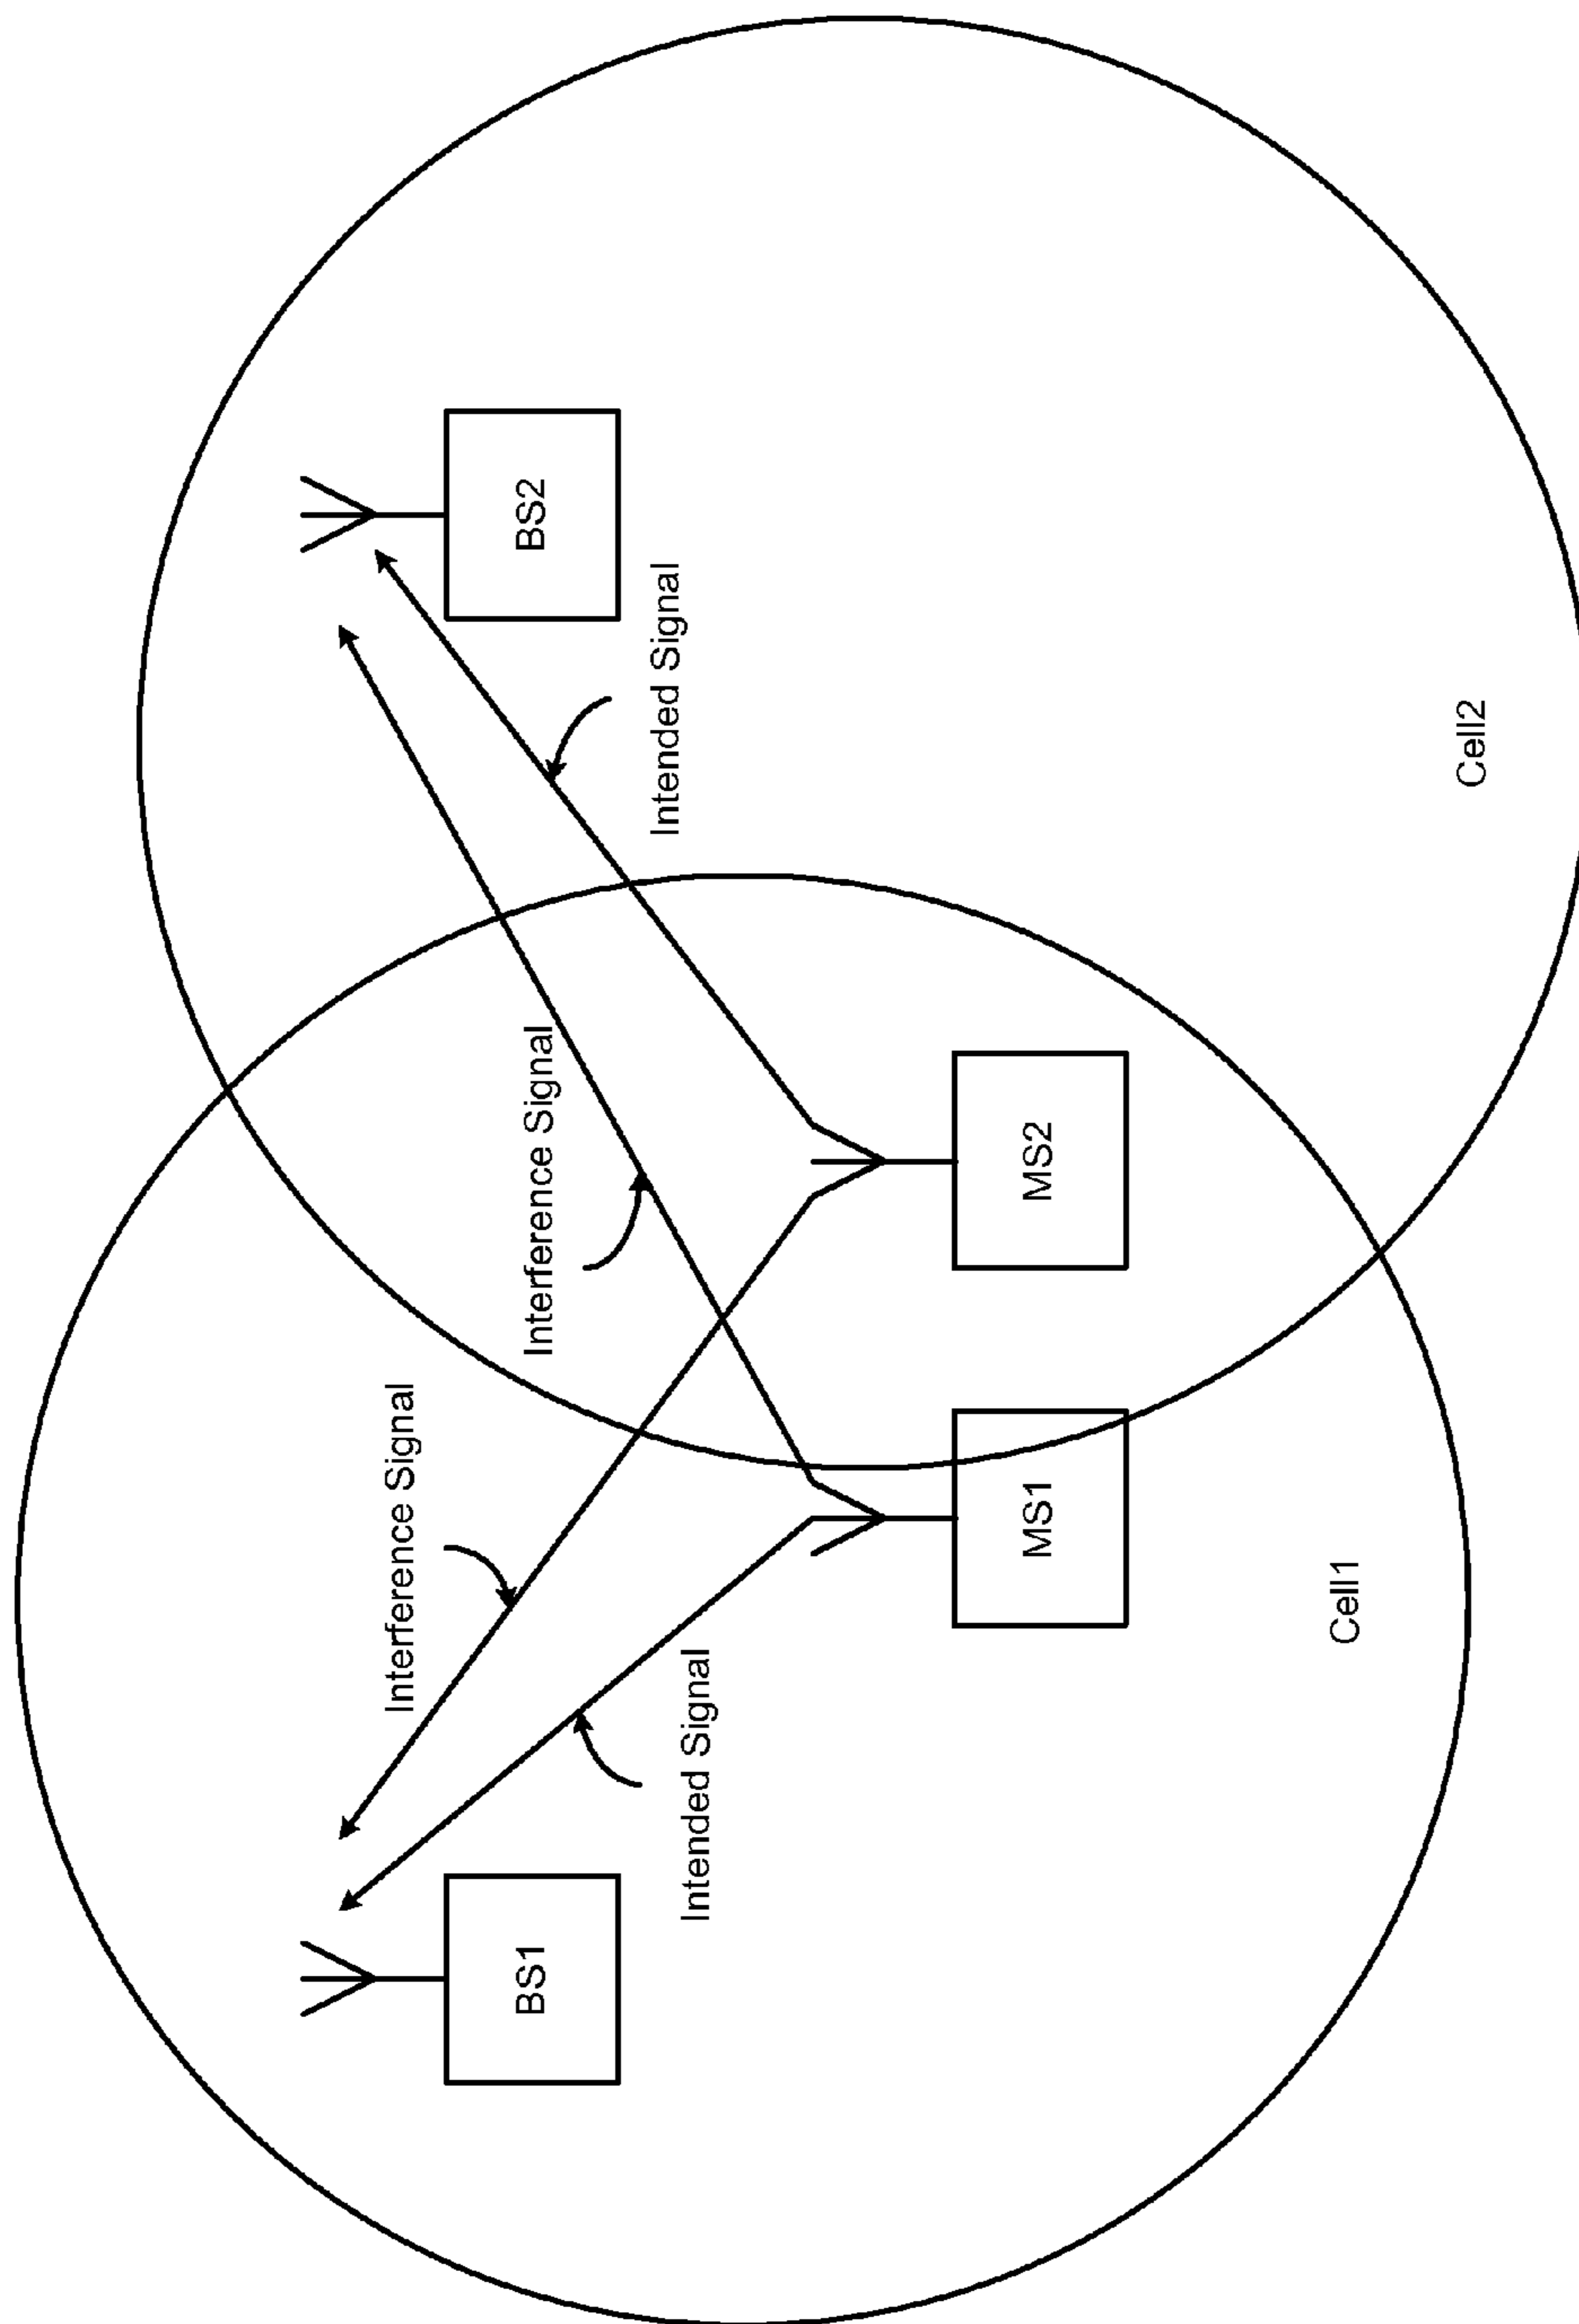 Interference Signal
Interference Signal
BS1
BS2
Intended Signal
Intended Signal
MS1
MS2
Cell1
Cell2